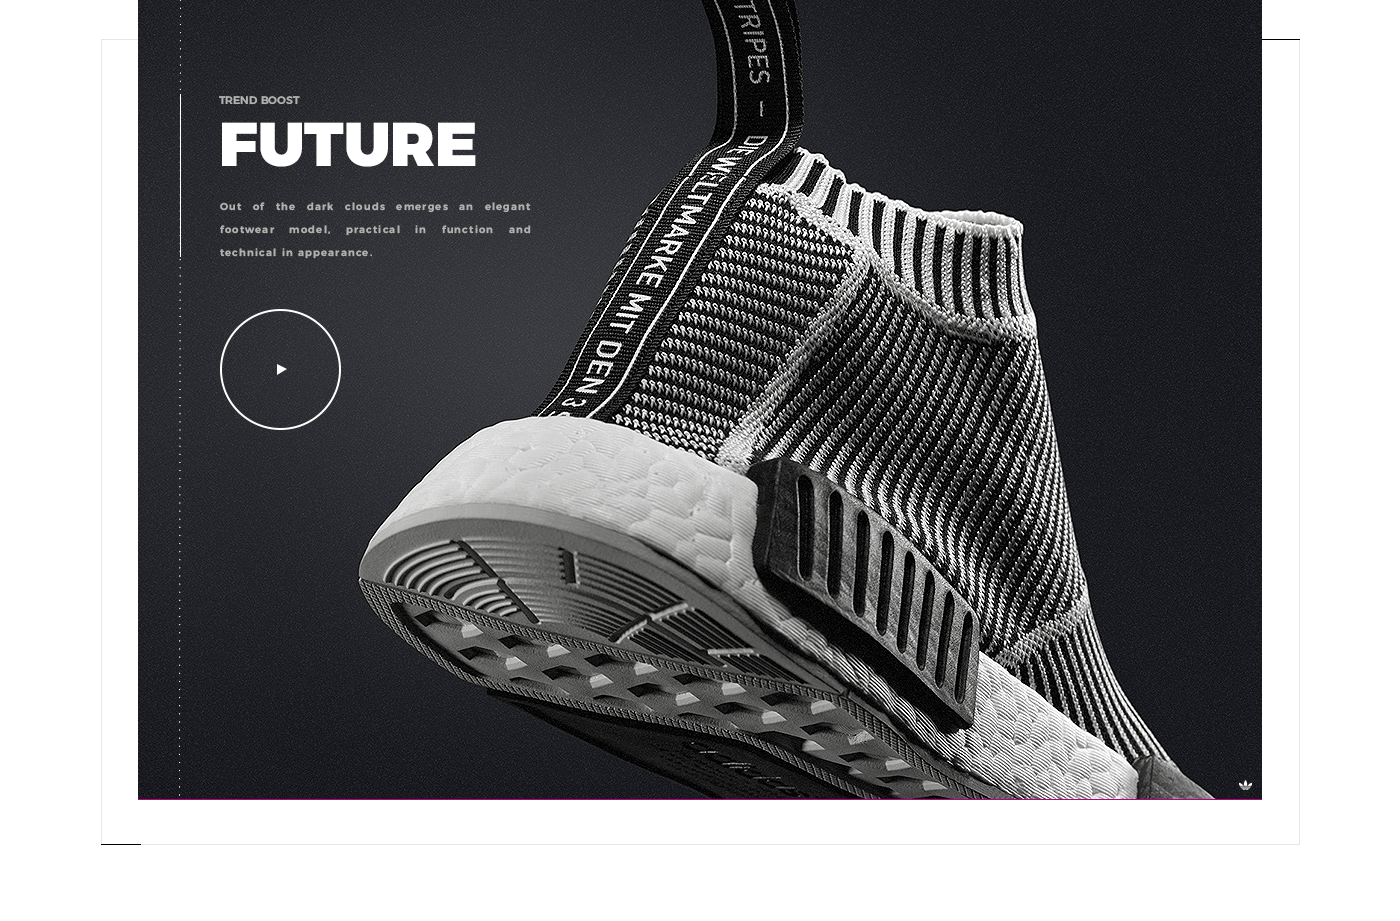 TREND BOOST
FUTURE
Out of the dark clouds emerges an elegant
footwear model, practical in function and
technical in appearance.
STRIPES – DIE WELTMARKE MIT DEN 3 S